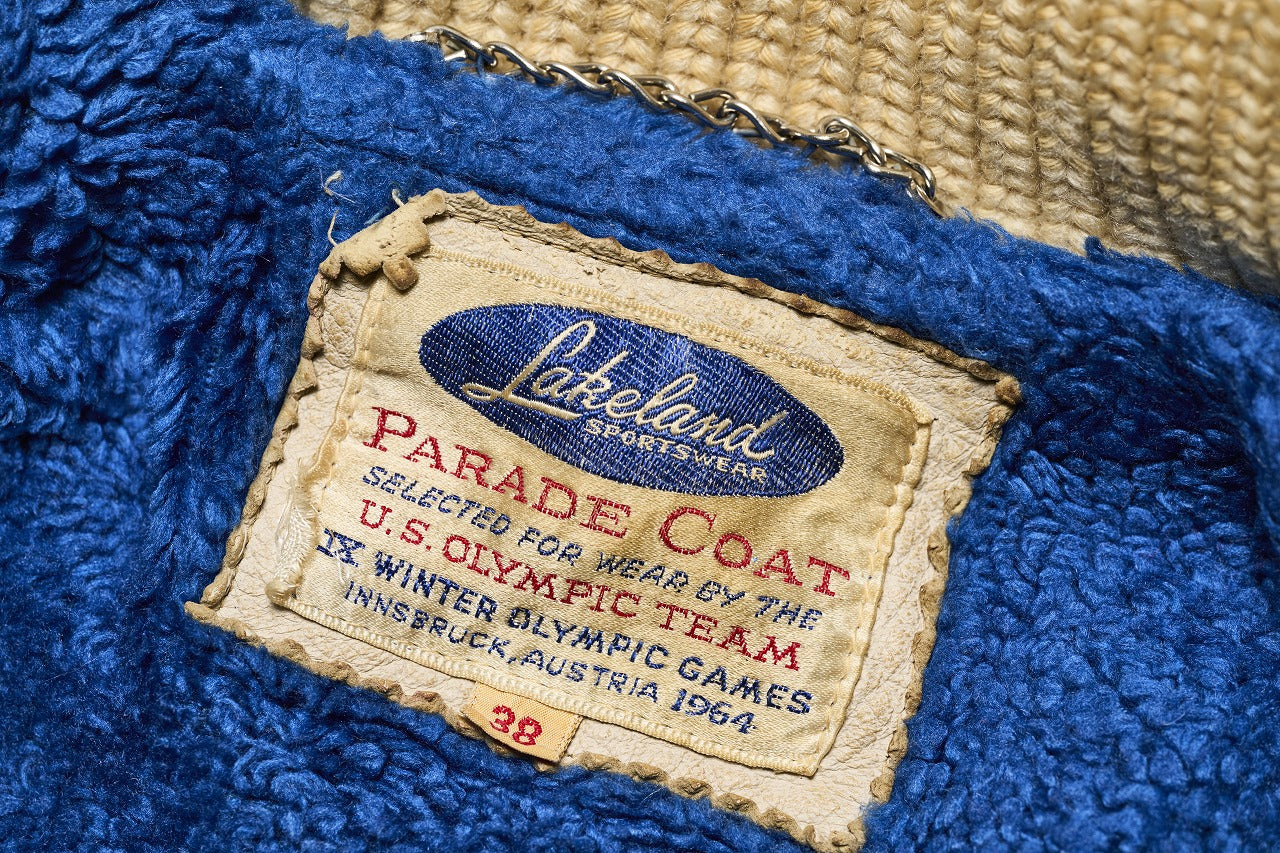 Lakeland
SPORTSWEAR
PARADE COAT
SELECTED FOR WEAR BY THE
U.S. OLYMPIC TEAM
IX WINTER OLYMPIC GAMES
INNSBRUCK, AUSTRIA 1964
38